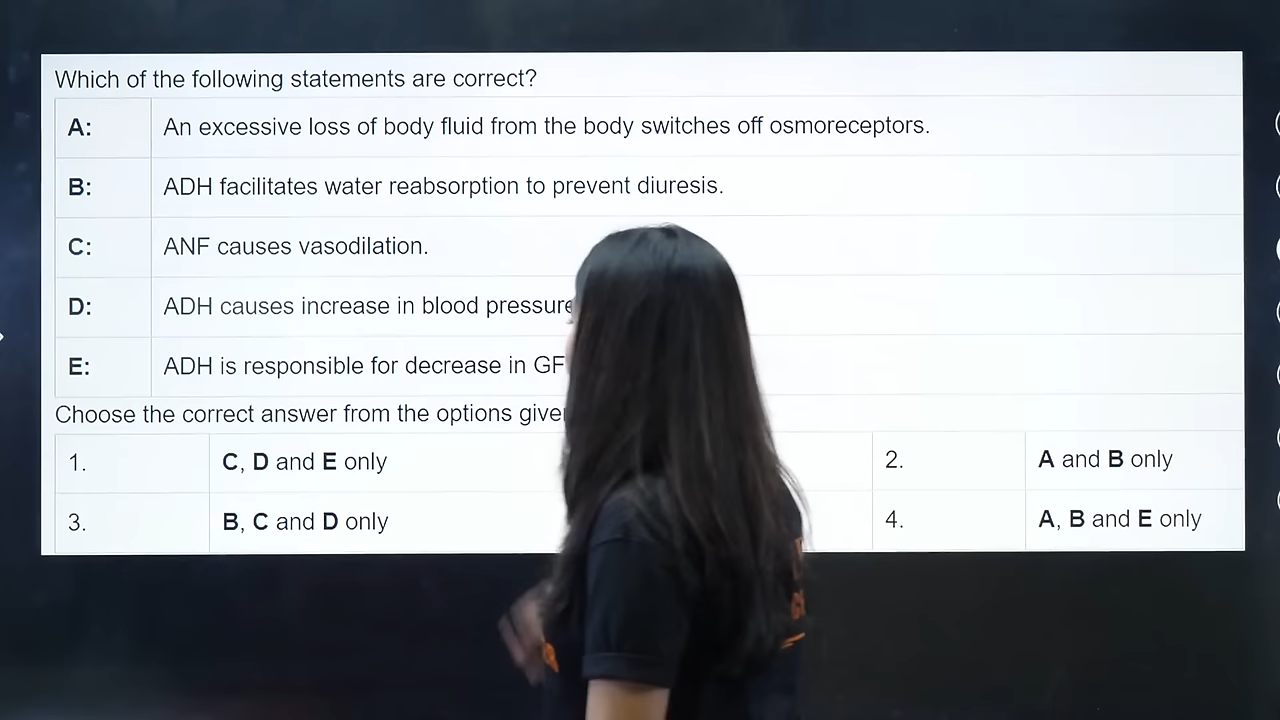 Which of the following statements are correct?
A: An excessive loss of body fluid from the body switches off osmoreceptors.
B: ADH facilitates water reabsorption to prevent diuresis.
C: ANF causes vasodilation.
D: ADH causes increase in blood pressure
E: ADH is responsible for decrease in GF
Choose the correct answer from the options
1. C, D and E only 2. A and B only
3. B, C and D only 4. A, B and E only